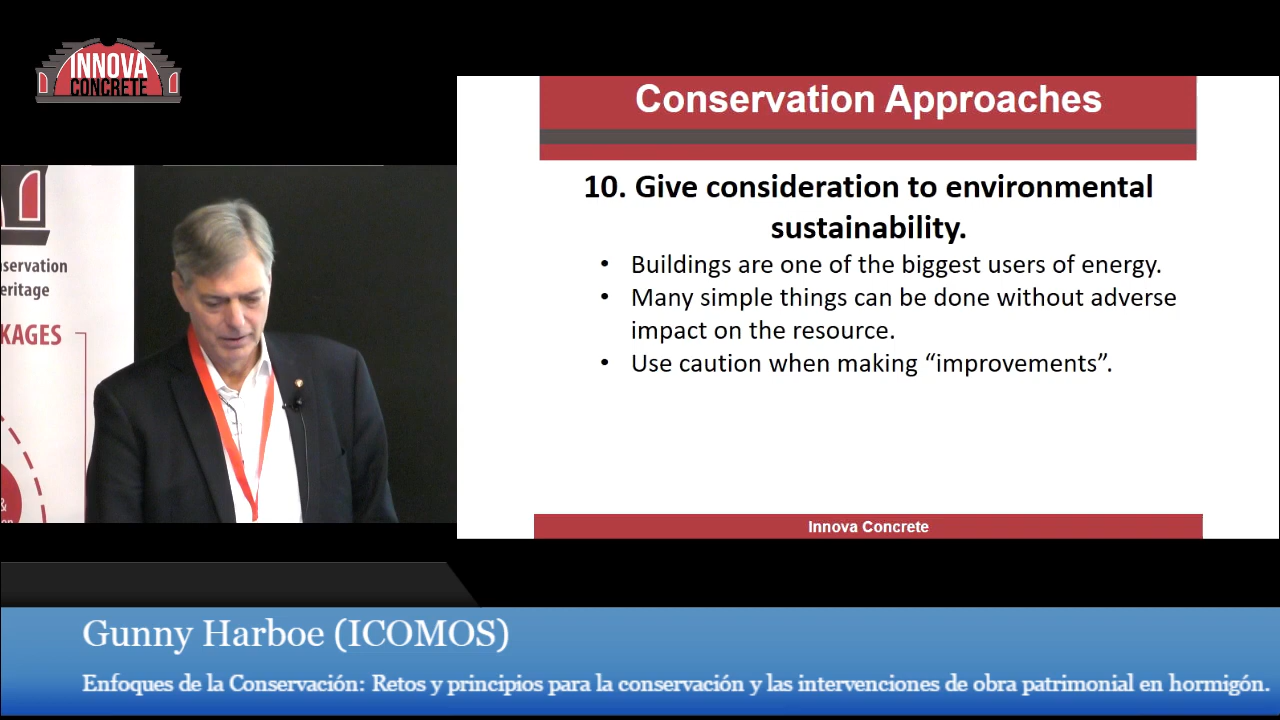 INNOVA
CONCRETE
Conservation Approaches
10. Give consideration to environmental
sustainability.
• Buildings are one of the biggest users of energy.
• Many simple things can be done without adverse
impact on the resource.
• Use caution when making “improvements”.
Innova Concrete
nservation
eritage
KAGES
&
on
Gunny Harboe (ICOMOS)
Enfoques de la Conservación: Retos y principios para la conservación y las intervenciones de obra patrimonial en hormigón.